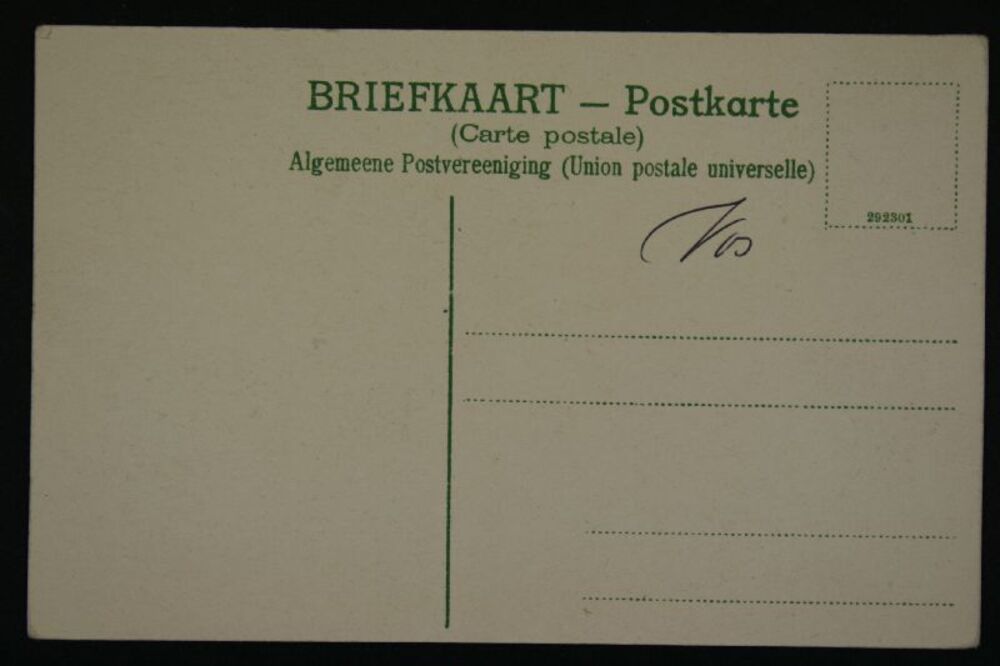 BRIEFKAART — Postkarte
(Carte postale)
Algemeene Postvereeniging (Union postale universelle)
292301
Vos